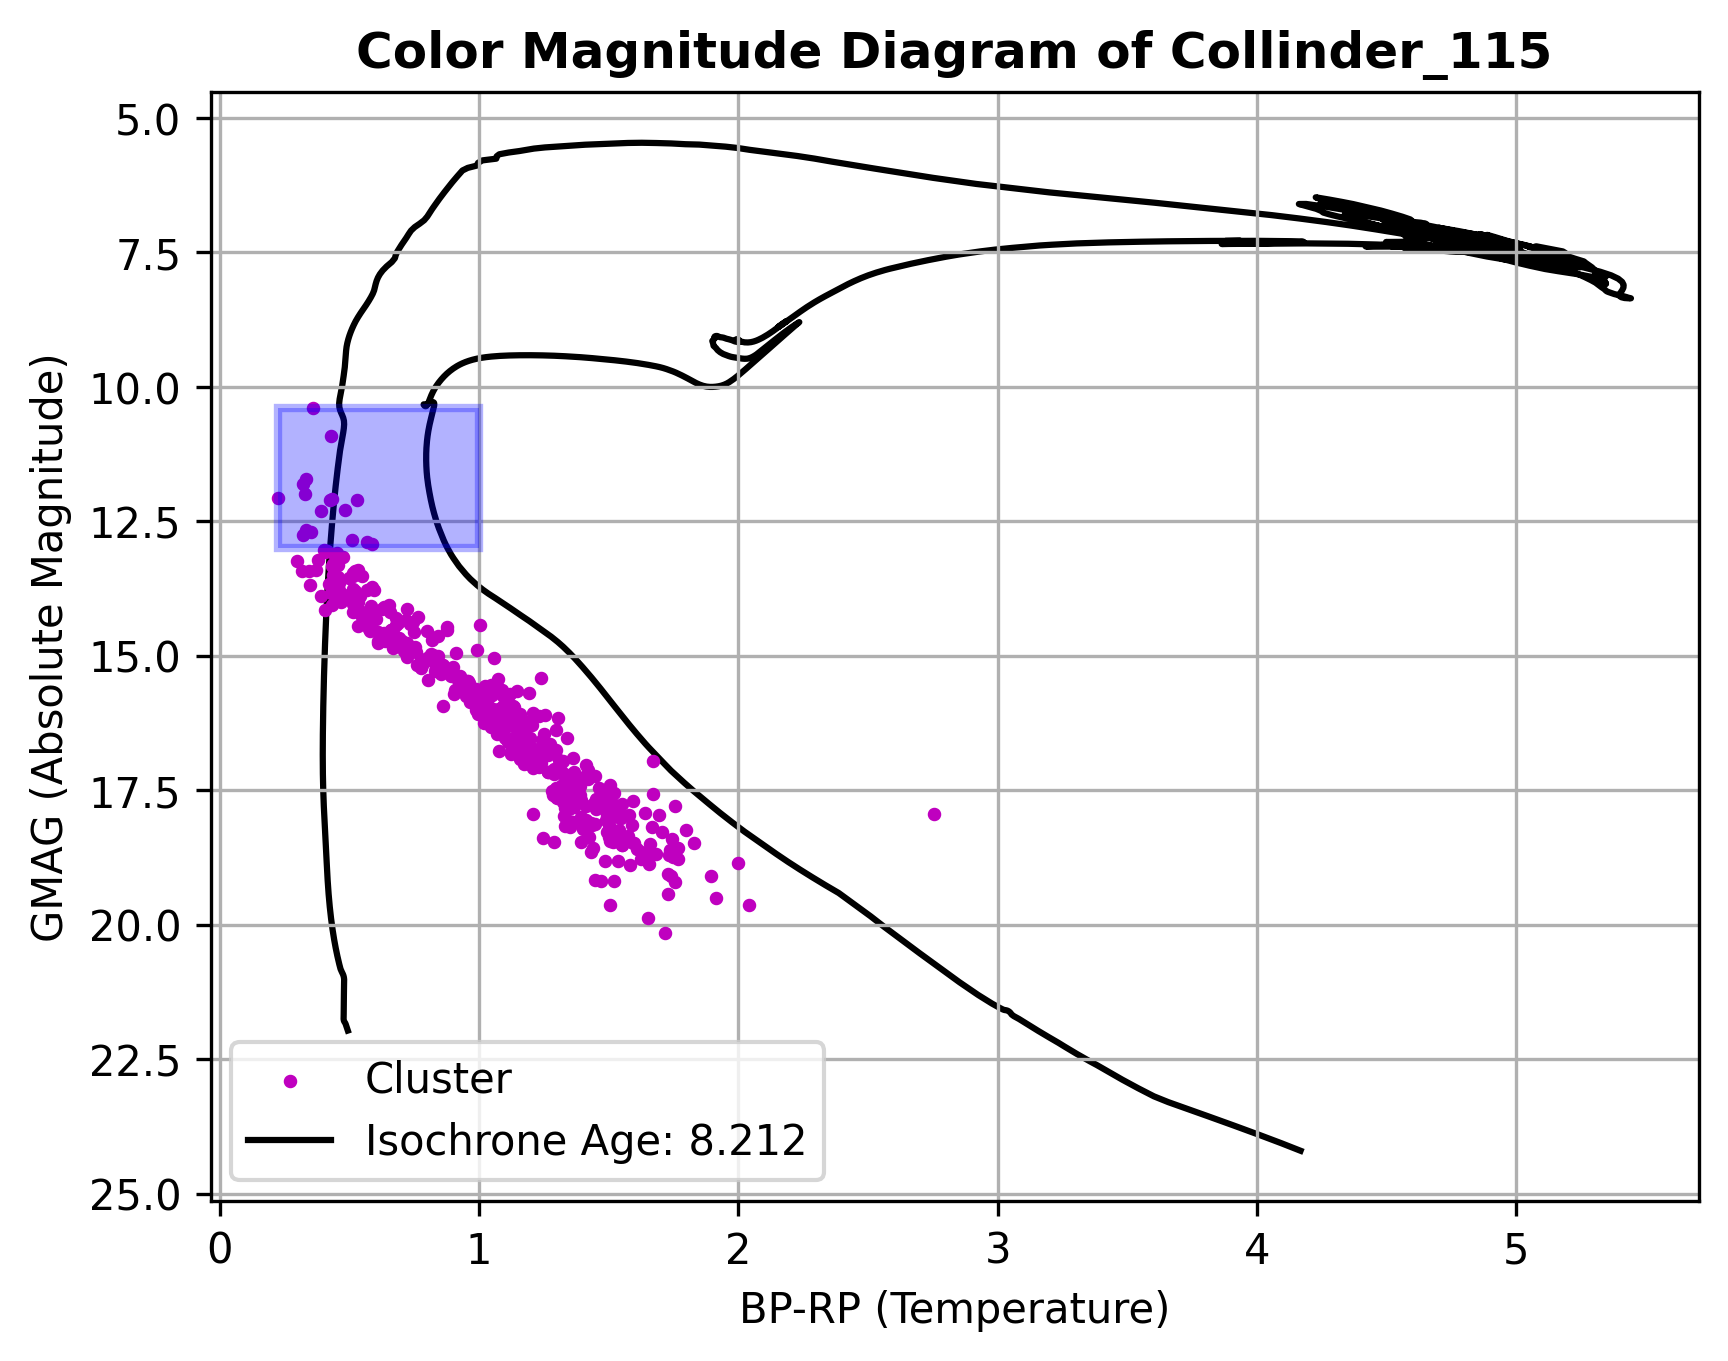 Color Magnitude Diagram of Collinder_115
GMAG (Absolute Magnitude)
5.0
7.5
10.0
12.5
15.0
17.5
20.0
22.5
25.0
Cluster
Isochrone Age: 8.212
0 1 2 3 4 5
BP-RP (Temperature)